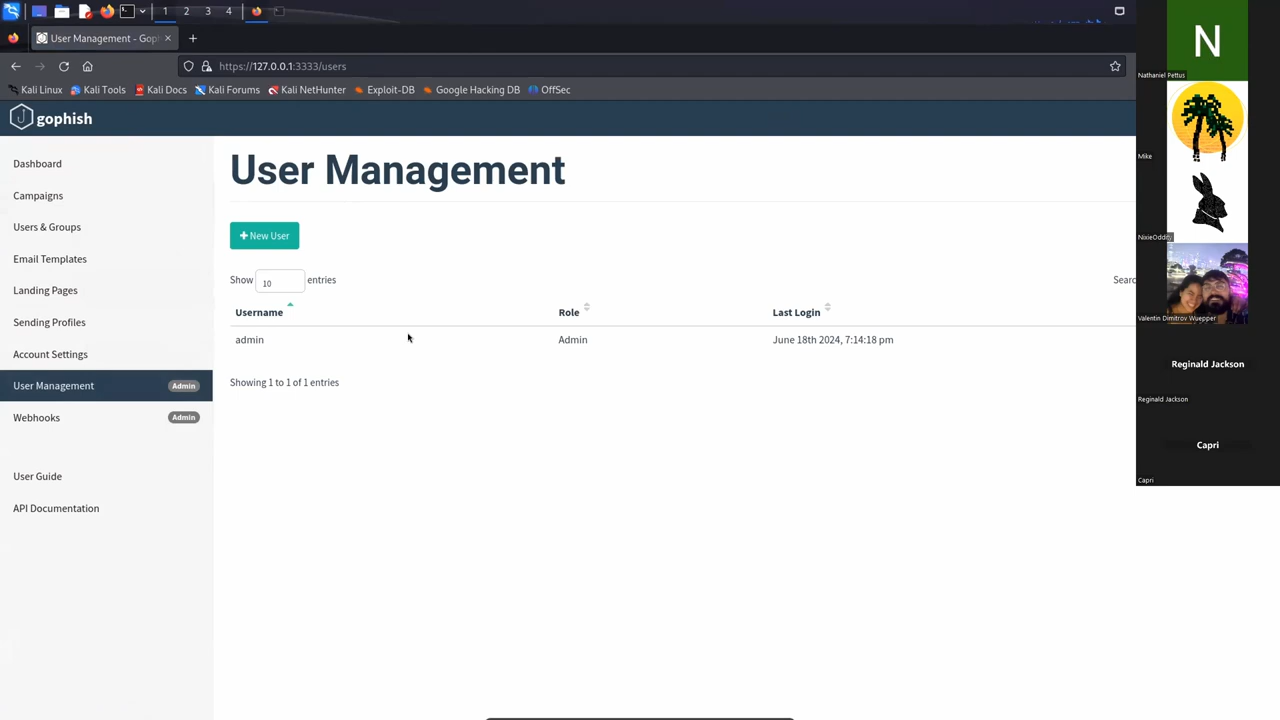 1 2 3 4
User Management - Goph
https://127.0.0.1:3333/users
Kali Linux Kali Tools Kali Docs Kali Forums Kali NetHunter Exploit-DB Google Hacking DB OffSec
gophish
Dashboard
Campaigns
Users & Groups
Email Templates
Landing Pages
Sending Profiles
Account Settings
User Management Admin
Webhooks Admin
User Guide
API Documentation
User Management
New User
Show 10 entries
Searc
Username Role Last Login
admin Admin June 18th 2024, 7:14:18 pm
Showing 1 to 1 of 1 entries
N
Nathaniel Pettus
Mike
NixieOddity
Valentin Dimitrov Wuepper
Reginald Jackson
Reginald Jackson
Capri
Capri